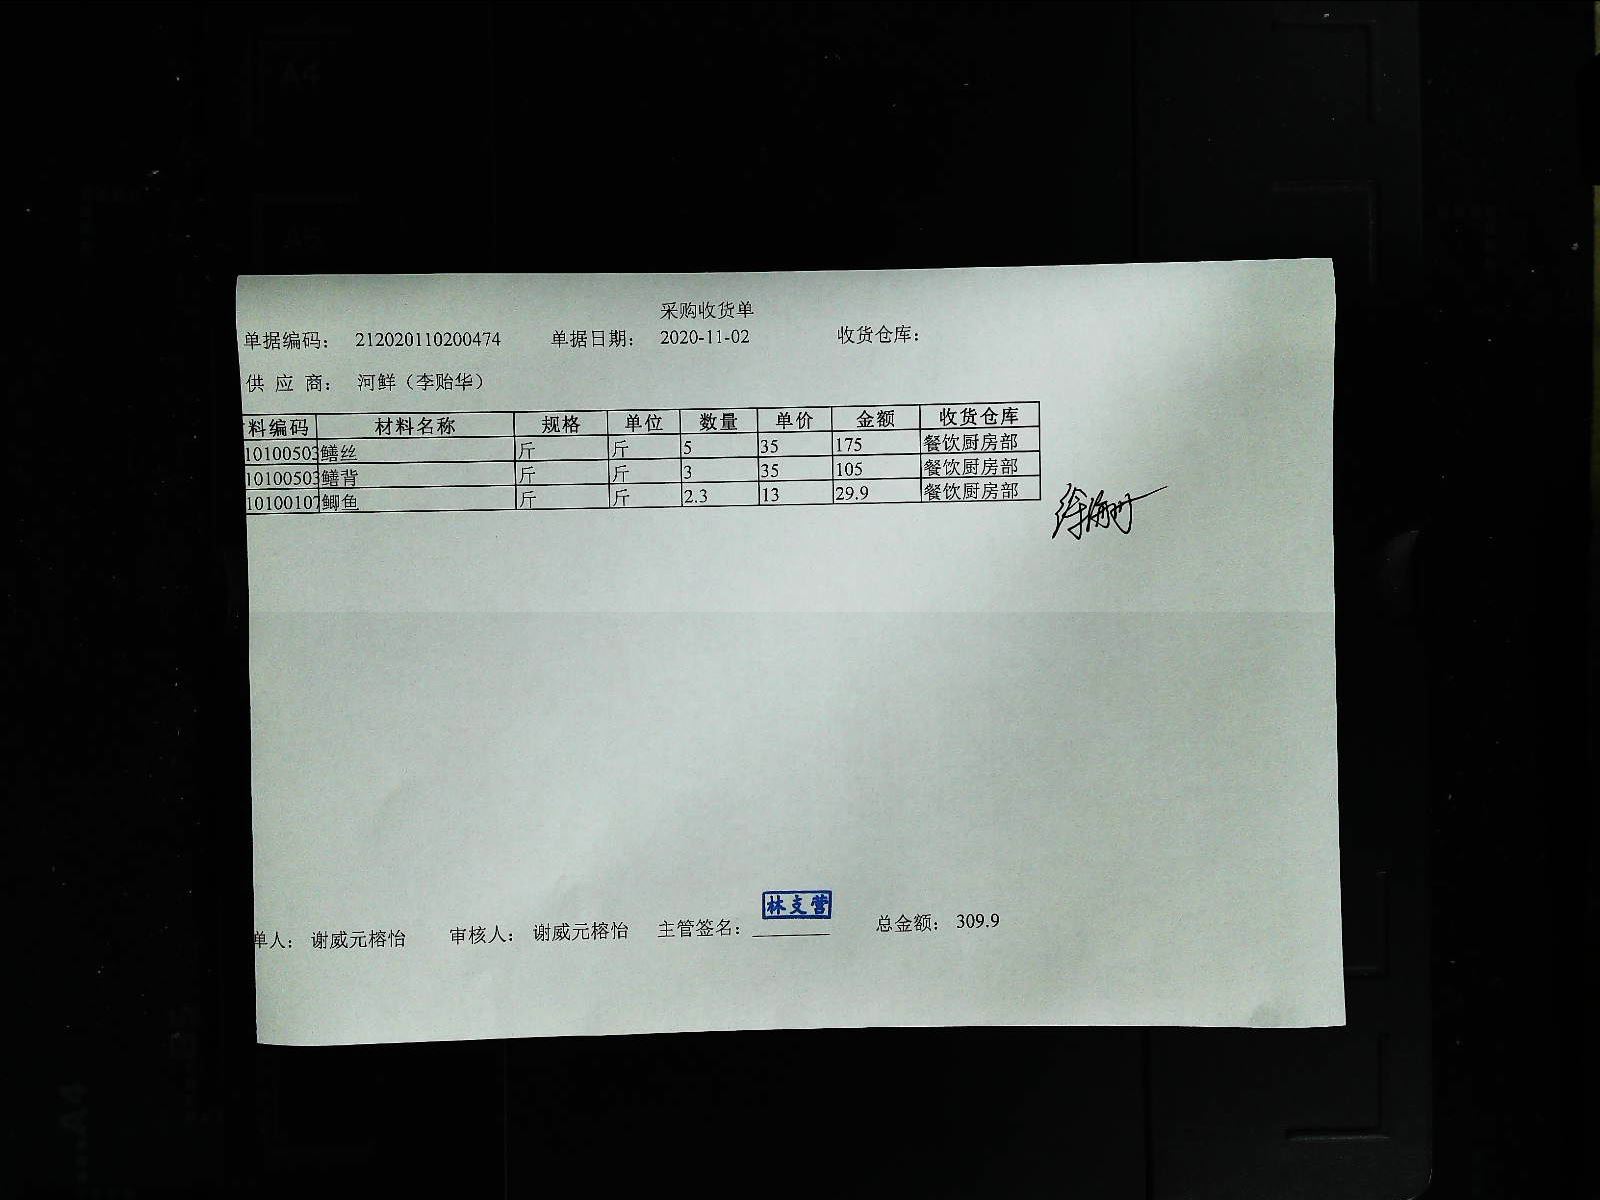 采购收货单
单据编码： 212020110200474 单据日期： 2020-11-02 收货仓库：
供 应 商： 河鲜（李贻华）
料编码 材料名称 规格 单位 数量 单价 金额 收货仓库
10100503 鳝丝 斤 斤 5 35 175 餐饮厨房部
10100503 鳝背 斤 斤 3 35 105 餐饮厨房部
10100107 鲫鱼 斤 斤 2.3 13 29.9 餐饮厨房部
林支营
单人： 谢威元榕怡 审核人： 谢威元榕怡 主管签名： 总金额： 309.9